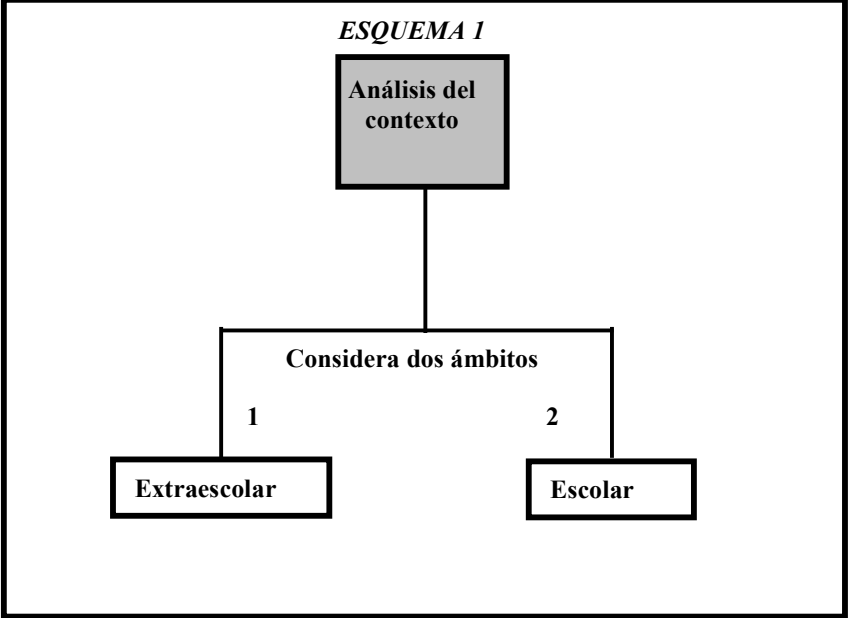 ESQUEMA 1
Análisis del
contexto
Considera dos ámbitos
1
2
Extraescolar
Escolar